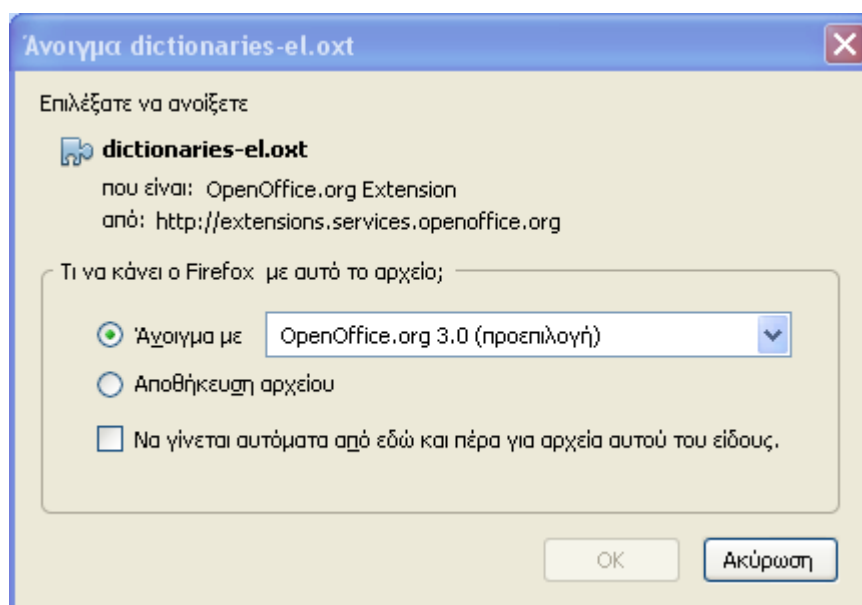 Άνοιγμα dictionaries-el.oxt
Επιλέξατε να ανοίξετε
dictionaries-el.oxt
που είναι: OpenOffice.org Extension
από: http://extensions.services.openoffice.org
Τι να κάνει ο Firefox με αυτό το αρχείο;
Άνοιγμα με OpenOffice.org 3.0 (προεπιλογή)
Αποθήκευση αρχείου
Να γίνεται αυτόματα από εδώ και πέρα για αρχεία αυτού του είδους.
OK Ακύρωση